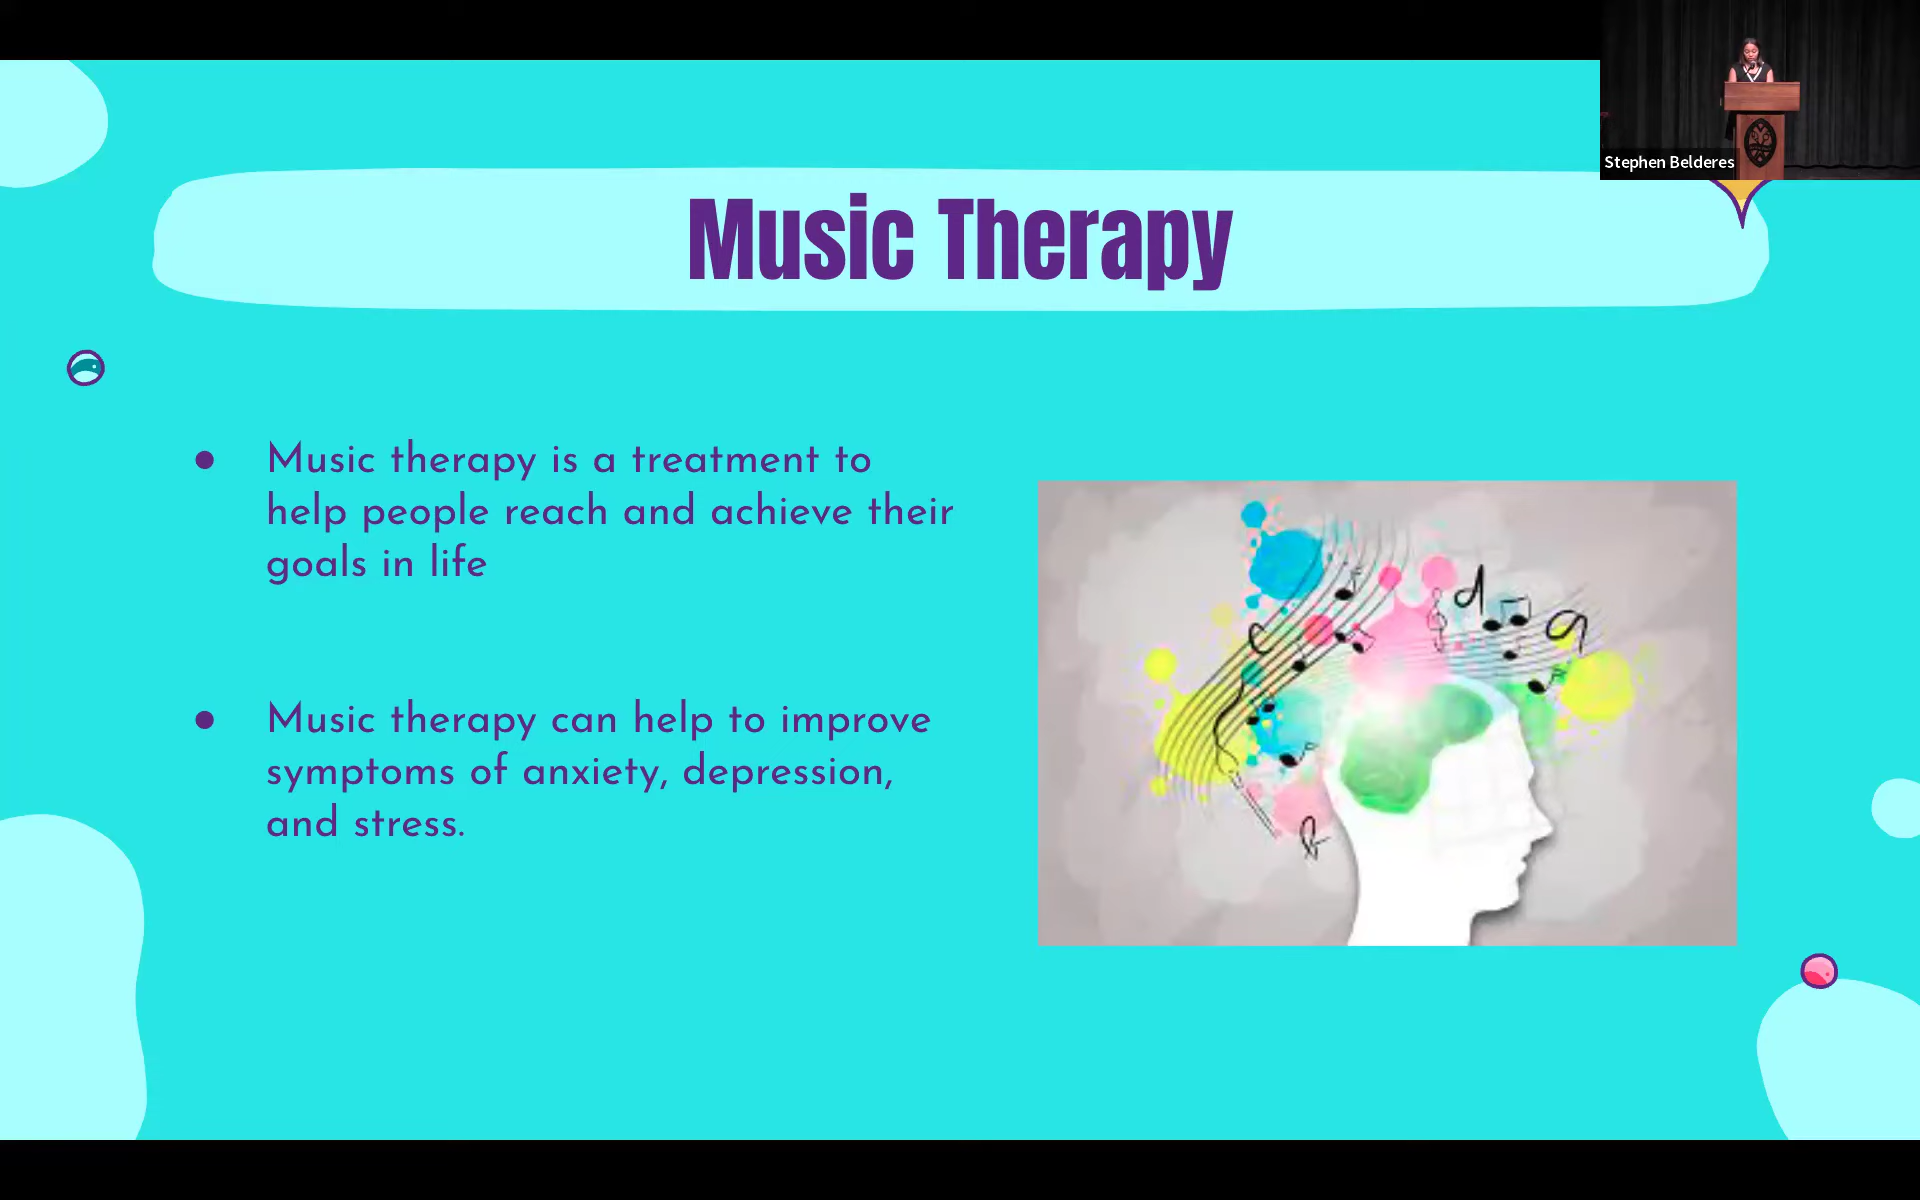 Stephen Belderes
Music Therapy
● Music therapy is a treatment to
help people reach and achieve their
goals in life
● Music therapy can help to improve
symptoms of anxiety, depression,
and stress.